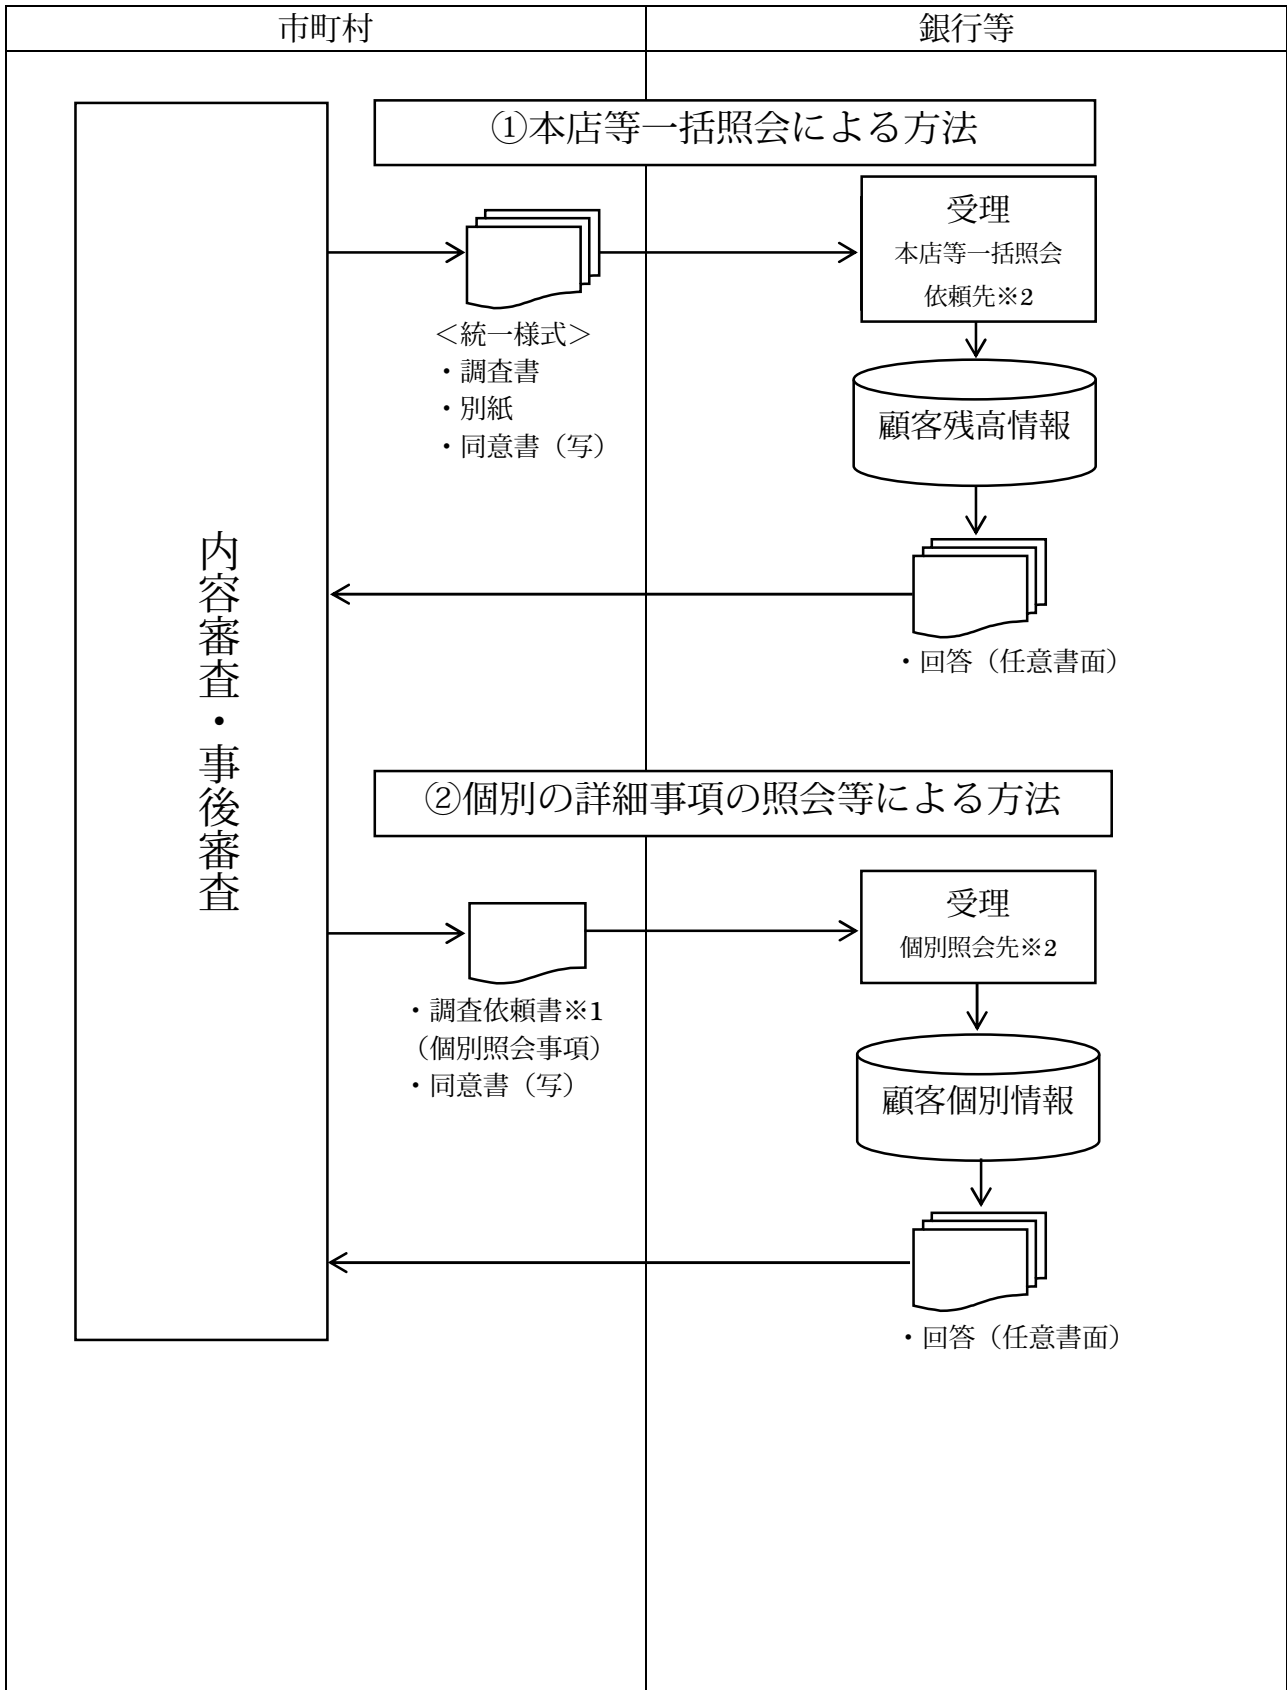 市町村
銀行等
①本店等一括照会による方法
受理
本店等一括照会
依頼先※2
＜統一様式＞
・調査書
・別紙
・同意書（写）
顧客残高情報
・回答（任意書面）
内容審査・事後審査
②個別の詳細事項の照会等による方法
受理
個別照会先※2
・調査依頼書※1
（個別照会事項）
・同意書（写）
顧客個別情報
・回答（任意書面）